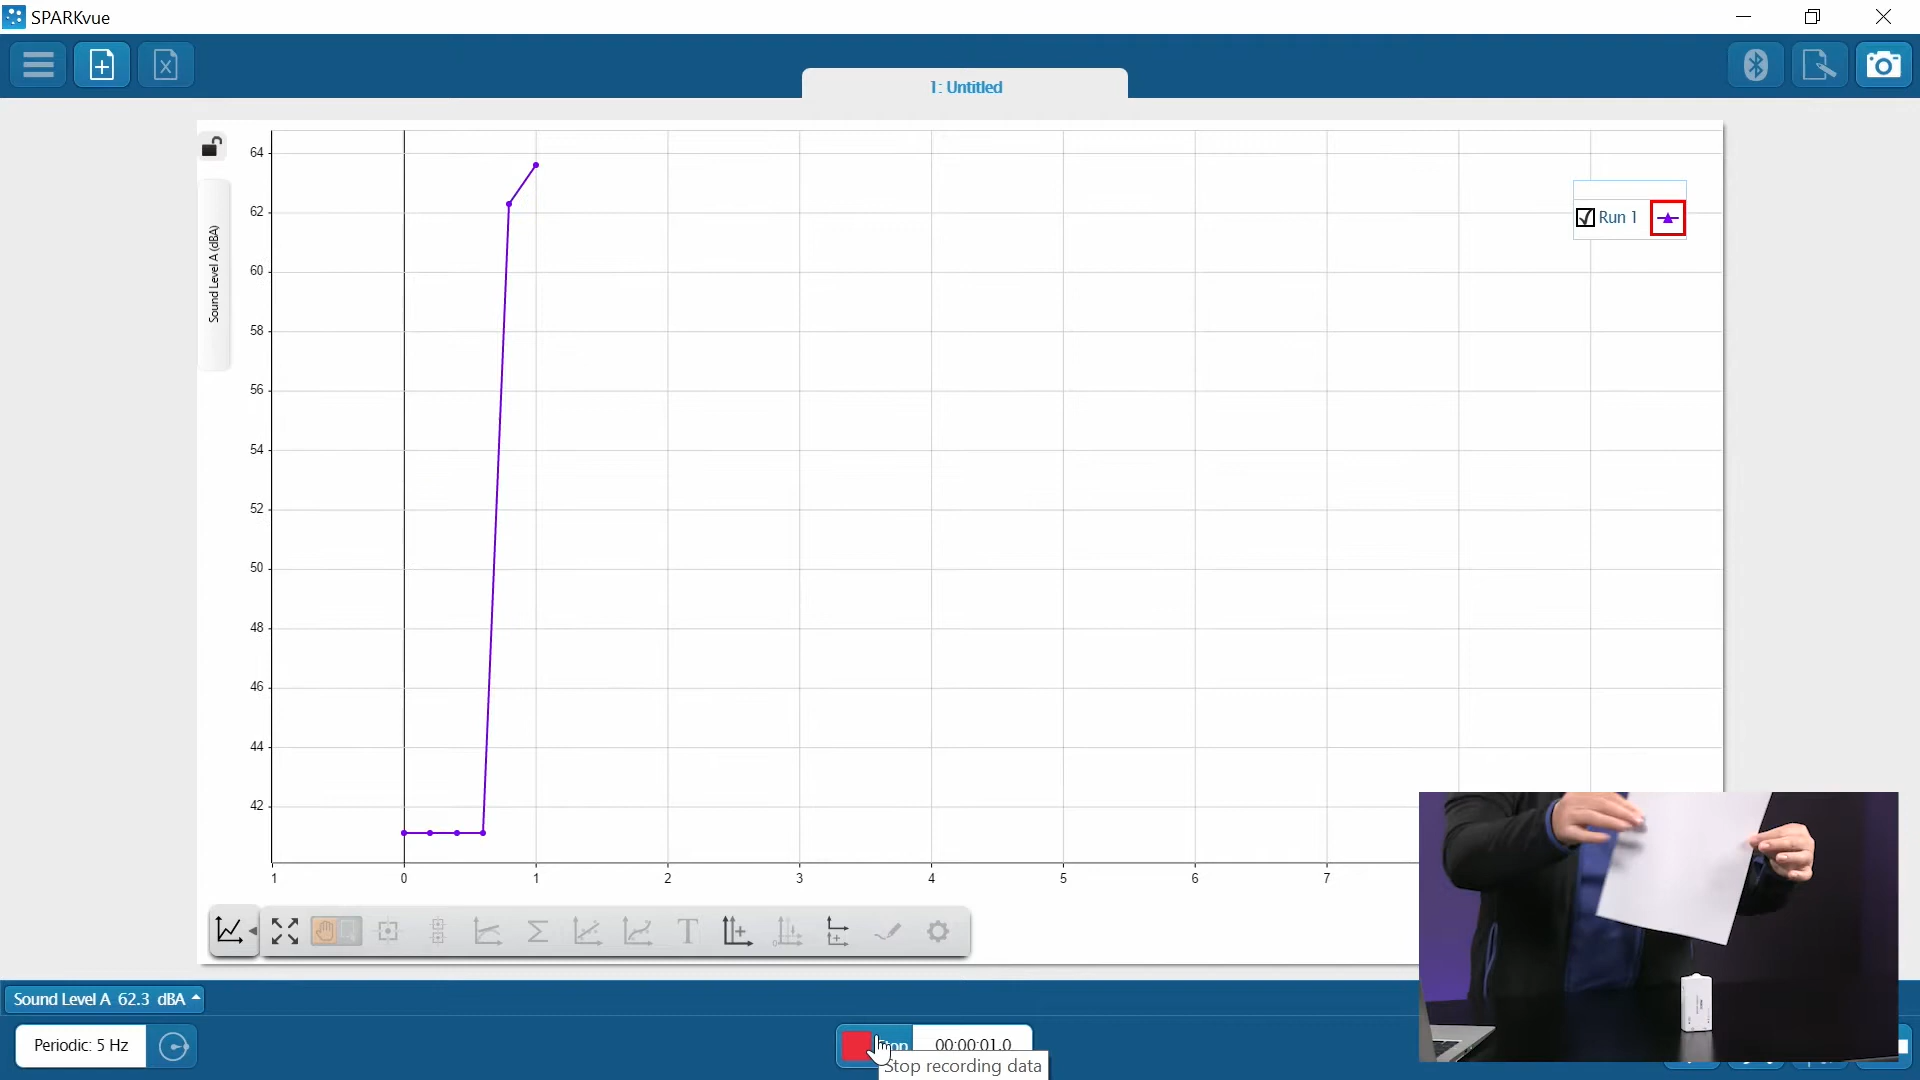 SPARKvue
1: Untitled
64
62
60
58
56
54
52
50
48
46
44
42
Sound Level A (dBA)
Run 1
1
0
1
2
3
4
5
6
7
T
Sound Level A 62.3 dBA
Periodic: 5 Hz
00:00:01.0
Stop recording data